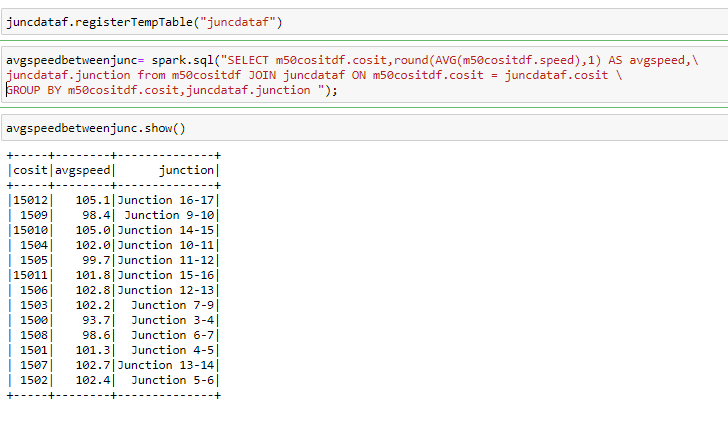 juncdataf.registerTempTable("juncdataf")
avgspeedbetweenjunc= spark.sql("SELECT m50cositdf.cosit,round(AVG(m50cositdf.speed),1) AS avgspeed,\
juncdataf.junction from m50cositdf JOIN juncdataf ON m50cositdf.cosit = juncdataf.cosit \
GROUP BY m50cositdf.cosit,juncdataf.junction ");
avgspeedbetweenjunc.show()
+-----+--------+--------------+
|cosit|avgspeed|      junction|
+-----+--------+--------------+
|15012|   105.1|Junction 16-17|
| 1509|    98.4| Junction 9-10|
|15010|   105.0|Junction 14-15|
| 1504|   102.0|Junction 10-11|
| 1505|    99.7|Junction 11-12|
|15011|   101.8|Junction 15-16|
| 1506|   102.8|Junction 12-13|
| 1503|   102.2|  Junction 7-9|
| 1500|    93.7|  Junction 3-4|
| 1508|    98.6|  Junction 6-7|
| 1501|   101.3|  Junction 4-5|
| 1507|   102.7|Junction 13-14|
| 1502|   102.4|  Junction 5-6|
+-----+--------+--------------+